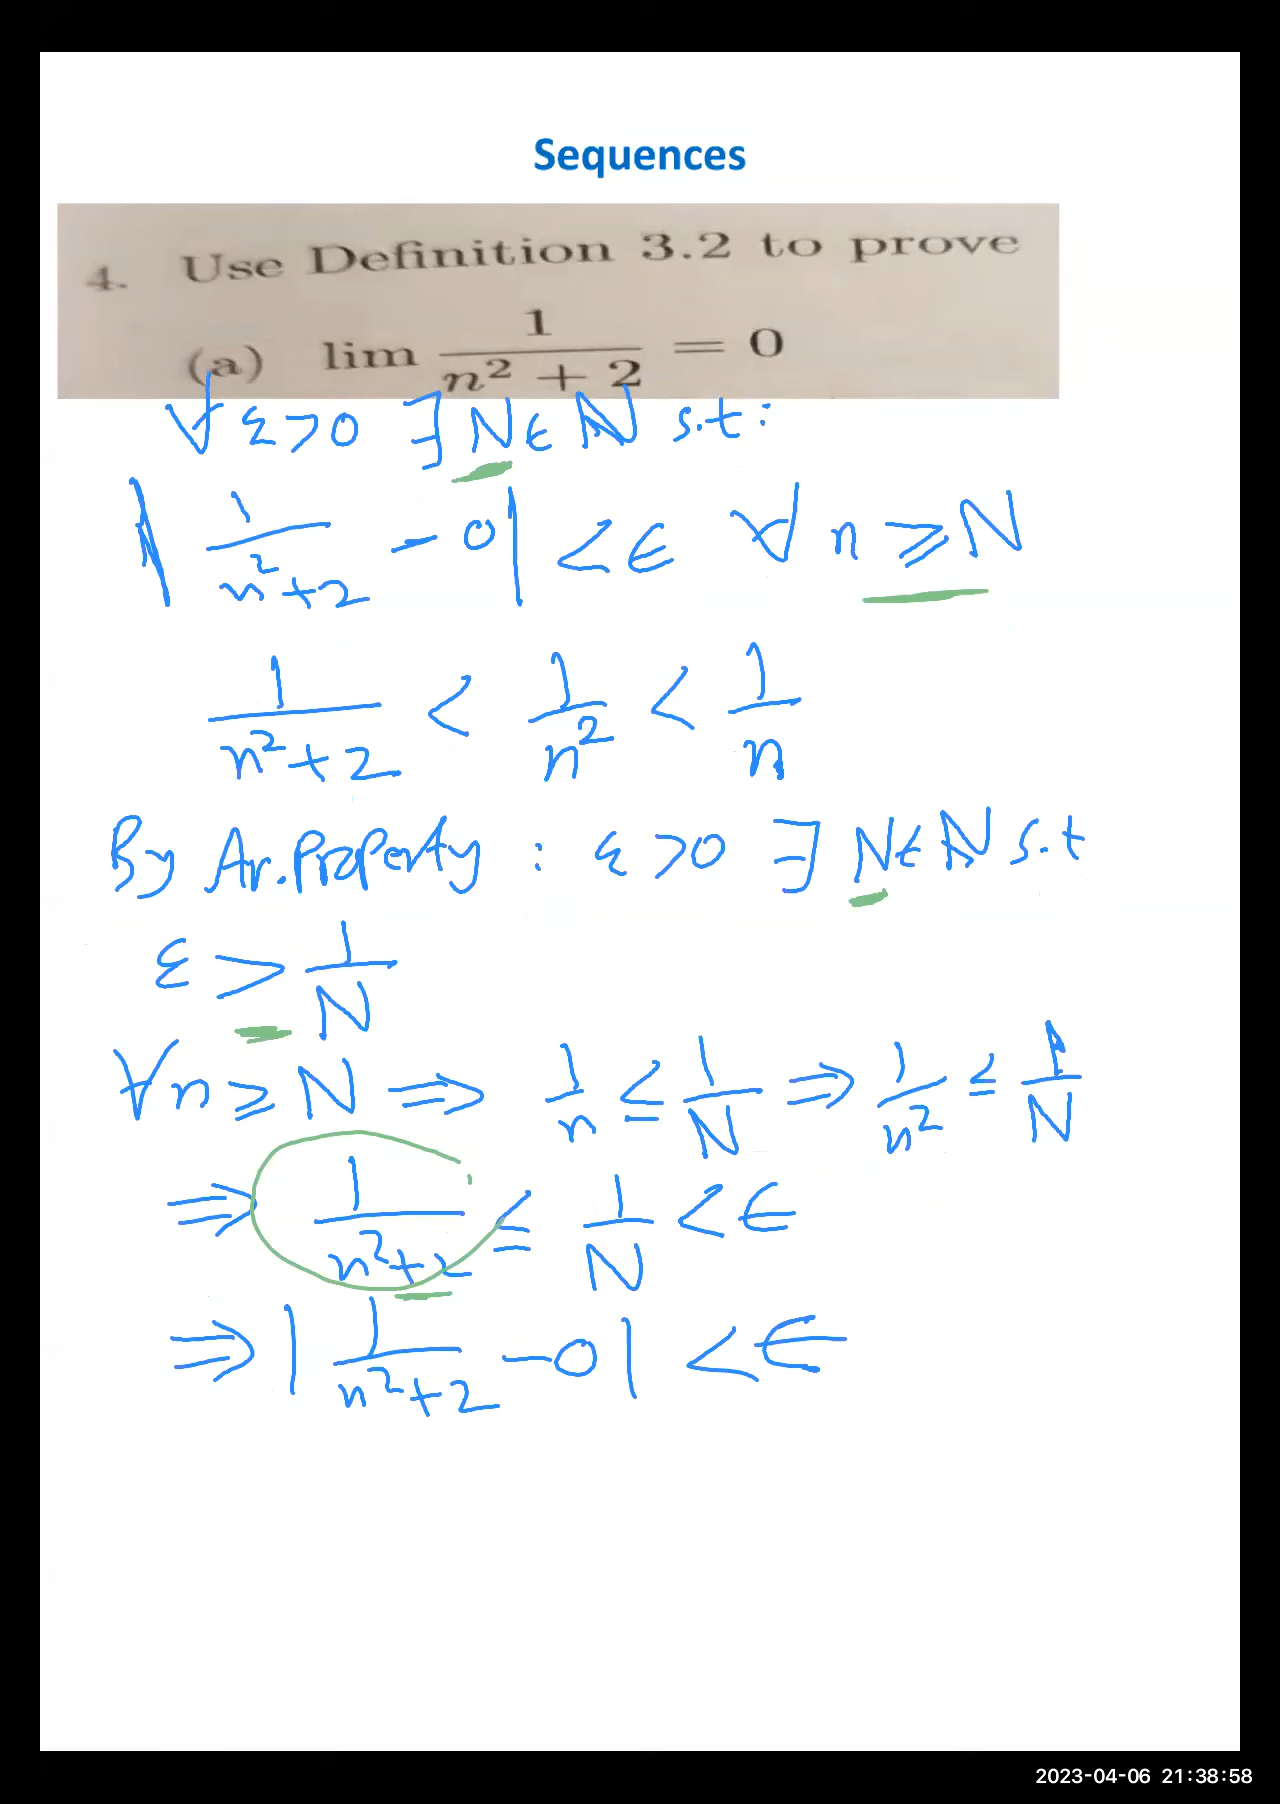 Sequences
4. Use Definition 3.2 to prove
(a) lim 1/(n² + 2) = 0
∀ ε>0 ∃ N∈ℕ s.t:
| 1/(n²+2) - 0 | < ∈ ∀ n ⩾ N
1/(n²+2) < 1/n² < 1/n
By Ar.Property : ε >0 ∃ N∈ℕ s.t
ε > 1/N
∀n ⩾ N ⇒ 1/n ≤ 1/N ⇒ 1/n² ≤ 1/N
⇒ 1/(n²+2) ≤ 1/N < ∈
⇒ | 1/(n²+2) - 0 | < ∈
2023-04-06 21:38:58